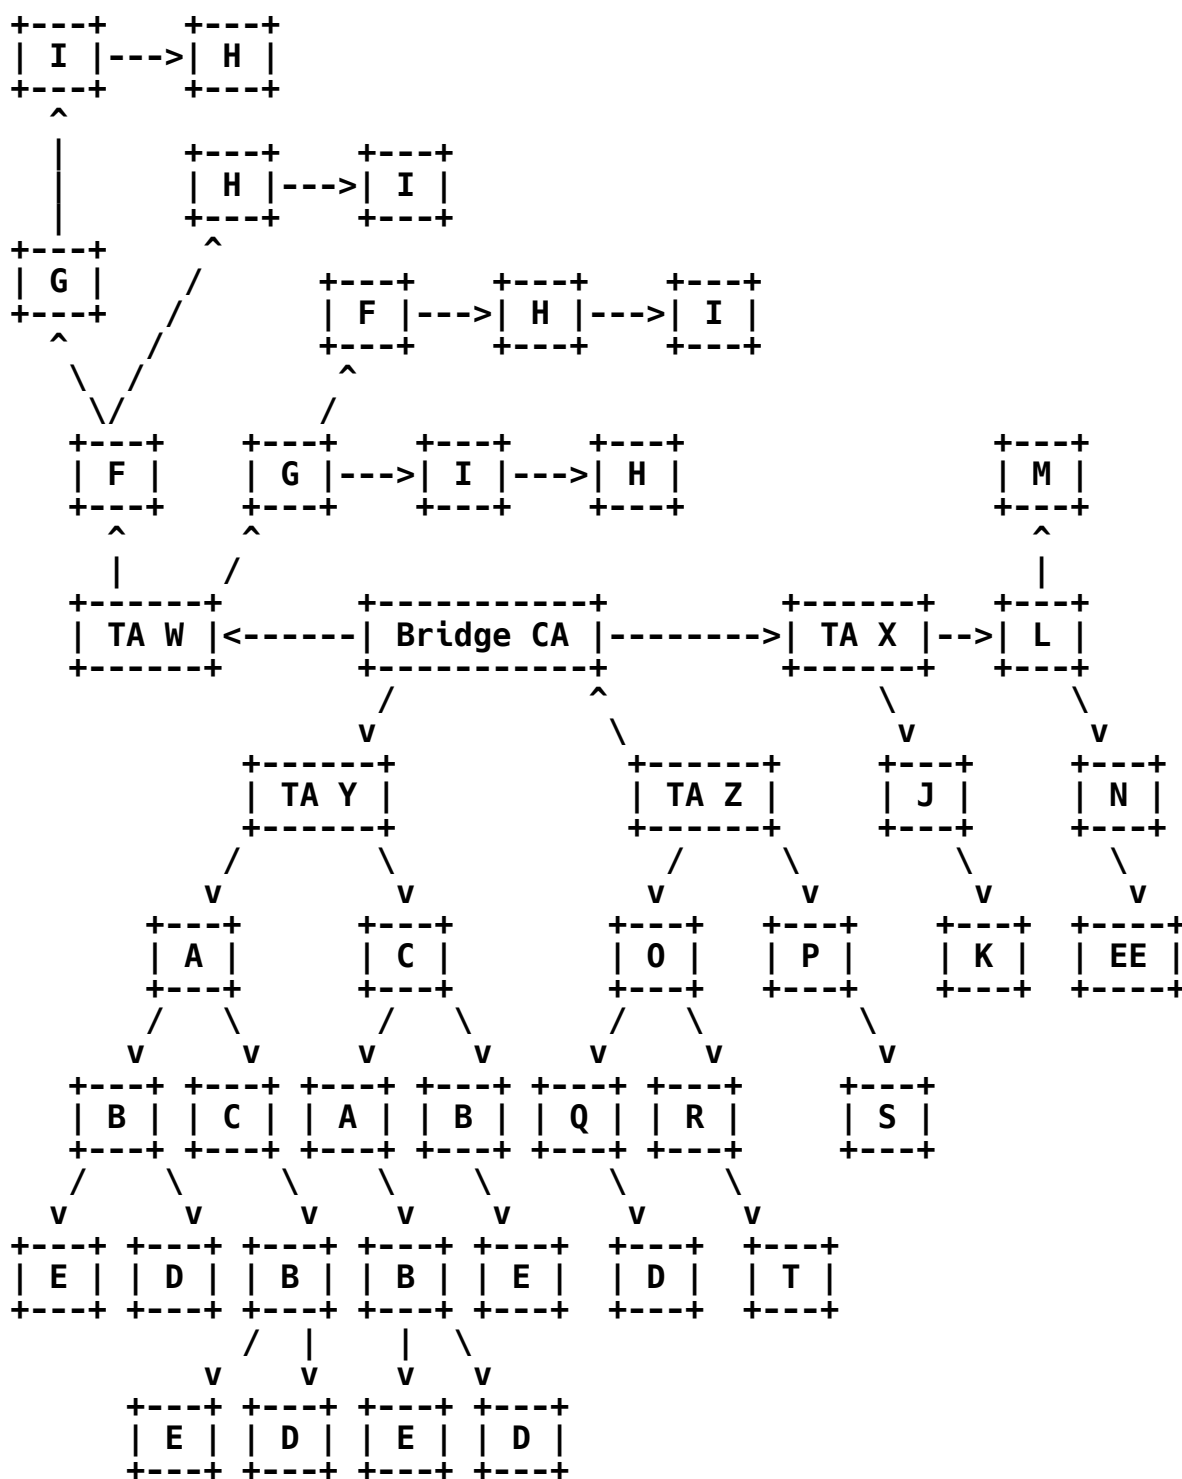 I H
H I
G
F H I
F G I H M
TA W Bridge CA TA X L
TA Y TA Z J N
A C O P K EE
B C A B Q R S
E D B B E D T
E D E D